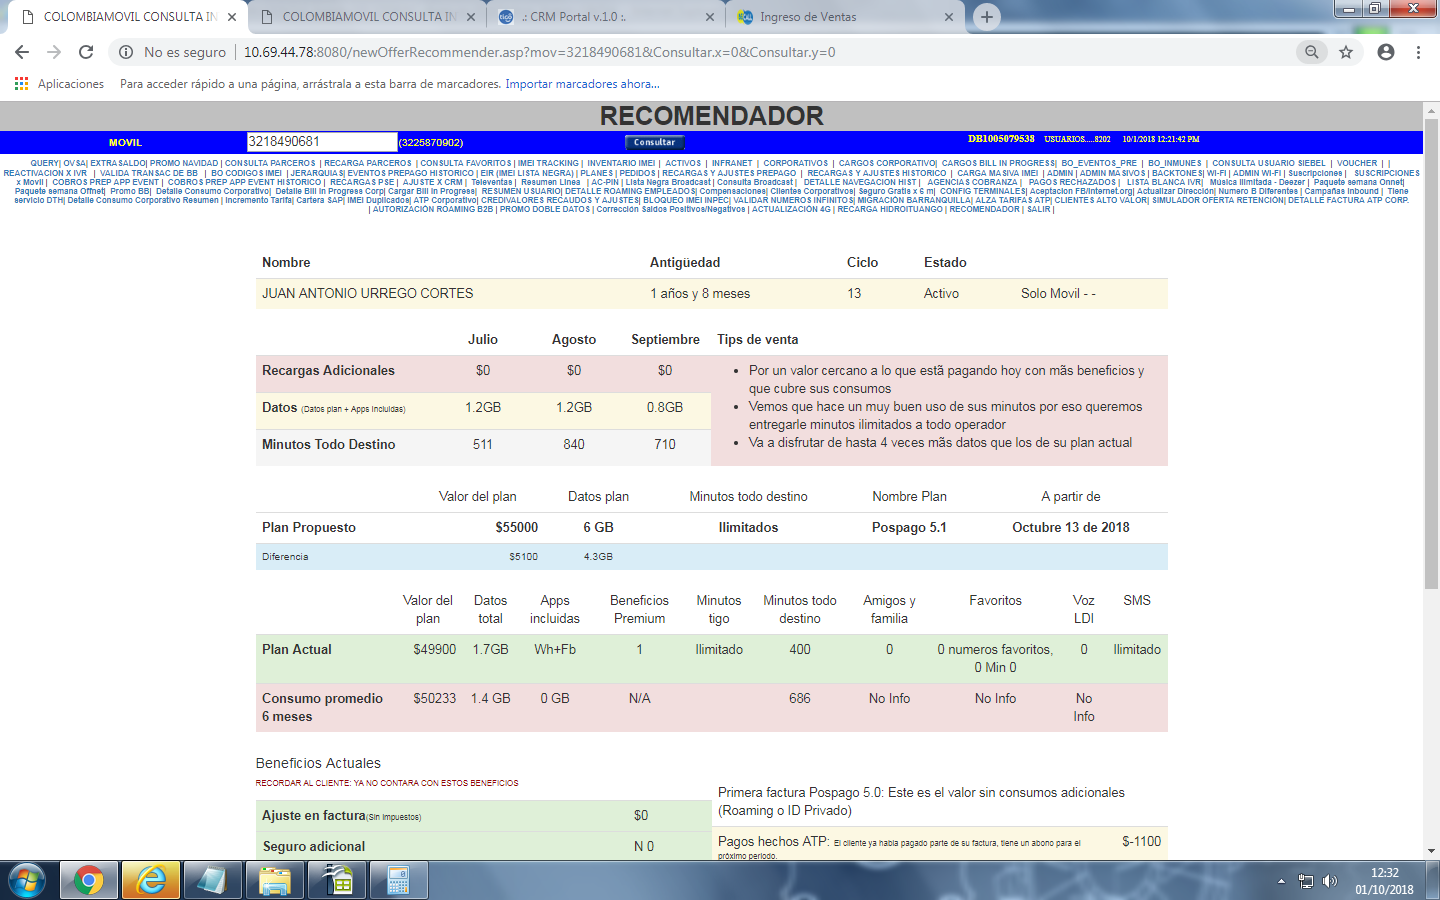 COLOMBIAMOVIL CONSULTA IN
COLOMBIAMOVIL CONSULTA IN
.: CRM Portal v.1.0 :.
Ingreso de Ventas
No es seguro | 10.69.44.78:8080/newOfferRecommender.asp?mov=3218490681&Consultar.x=0&Consultar.y=0
Aplicaciones Para acceder rápido a una página, arrástrala a esta barra de marcadores. Importar marcadores ahora...
RECOMENDADOR
MOVIL 3218490681 (3225870902) Consultar DB1005079538 USUARIOS....8202 10/1/2018 12:21:42 PM
QUERY| OVSA| EXTRASALDO| PROMO NAVIDAD | CONSULTA PARCEROS | RECARGA PARCEROS | CONSULTA FAVORITOS | IMEI TRACKING | INVENTARIO IMEI | ACTIVOS | INFRANET | CORPORATIVOS | CARGOS CORPORATIVO| CARGOS BILL IN PROGRESS| BO_EVENTOS_PRE | BO_INMUNES | CONSULTA USUARIO SIEBEL | VOUCHER | |
REACTIVACION X IVR | VALIDA TRANSAC DE BB | BO CODIGOS IMEI | JERARQUIAS| EVENTOS PREPAGO HISTORICO | EIR (IMEI LISTA NEGRA) | PLANES | PEDIDOS | RECARGAS Y AJUSTES PREPAGO | RECARGAS Y AJUSTES HISTORICO | CARGA MASIVA IMEI | ADMIN | ADMIN MASIVOS | BACKTONES| WI-FI | ADMIN WI-FI | Suscripciones | SUSCRIPCIONES
x Movil | COBROS PREP APP EVENT | COBROS PREP APP EVENT HISTORICO | RECARGAS PSE | AJUSTE X CRM | Televentas | Resumen Linea | AC-PIN | Lista Negra Broadcast | Consulta Broadcast | DETALLE NAVEGACION HIST | AGENCIAS COBRANZA | PAGOS RECHAZADOS | LISTA BLANCA IVR| Música Ilimitada - Deezer | Paquete semana Onnet|
Paquete semana Offnet| Promo BB| Detalle Consumo Corporativo| Detalle Bill In Progress Corp| Cargar Bill In Progress| RESUMEN USUARIO| DETALLE ROAMING EMPLEADOS| Compensaciones| Clientes Corporativos| Seguro Gratis x 6 m| CONFIG TERMINALES| Aceptacion FB/Internet.org| Actualizar Dirección| Numero B Diferentes | Campañas Inbound | Tiene
servicio DTH| Detalle Consumo Corporativo Resumen | Incremento Tarifa| Cartera SAP| IMEI Duplicados| ATP Corporativo| CREDIVALORES RECAUDOS Y AJUSTES| BLOQUEO IMEI INPEC| VALIDAR NUMEROS INFINITOS| MIGRACIÓN BARRANQUILLA| ALZA TARIFAS ATP| CLIENTES ALTO VALOR| SIMULADOR OFERTA RETENCIÓN| DETALLE FACTURA ATP CORP.
| AUTORIZACIÓN ROAMING B2B | PROMO DOBLE DATOS | Corrección Saldos Positivos/Negativos | ACTUALIZACIÓN 4G | RECARGA HIDROITUANGO | RECOMENDADOR | SALIR |
Nombre Antigüedad Ciclo Estado
JUAN ANTONIO URREGO CORTES 1 años y 8 meses 13 Activo Solo Movil - -
Julio Agosto Septiembre Tips de venta
Recargas Adicionales $0 $0 $0
Datos (Datos plan + Apps incluidas) 1.2GB 1.2GB 0.8GB
Minutos Todo Destino 511 840 710
• Por un valor cercano a lo que estã pagando hoy con mãs beneficios y
que cubre sus consumos
• Vemos que hace un muy buen uso de sus minutos por eso queremos
entregarle minutos ilimitados a todo operador
• Va a disfrutar de hasta 4 veces mãs datos que los de su plan actual
Valor del plan Datos plan Minutos todo destino Nombre Plan A partir de
Plan Propuesto $55000 6 GB Ilimitados Pospago 5.1 Octubre 13 de 2018
Diferencia $5100 4.3GB
Valor del Datos Apps Beneficios Minutos Minutos todo Amigos y Favoritos Voz SMS
plan total incluidas Premium tigo destino familia LDI
Plan Actual $49900 1.7GB Wh+Fb 1 Ilimitado 400 0 0 numeros favoritos, 0 Ilimitado
0 Min 0
Consumo promedio $50233 1.4 GB 0 GB N/A 686 No Info No Info No
6 meses Info
Beneficios Actuales
RECORDAR AL CLIENTE: YA NO CONTARA CON ESTOS BENEFICIOS
Ajuste en factura(Sin Impuestos) $0
Seguro adicional N 0
Primera factura Pospago 5.0: Este es el valor sin consumos adicionales
(Roaming o ID Privado)
Pagos hechos ATP: El cliente ya había pagado parte de su factura, tiene un abono para el $-1100
próximo periodo.
12:32
01/10/2018